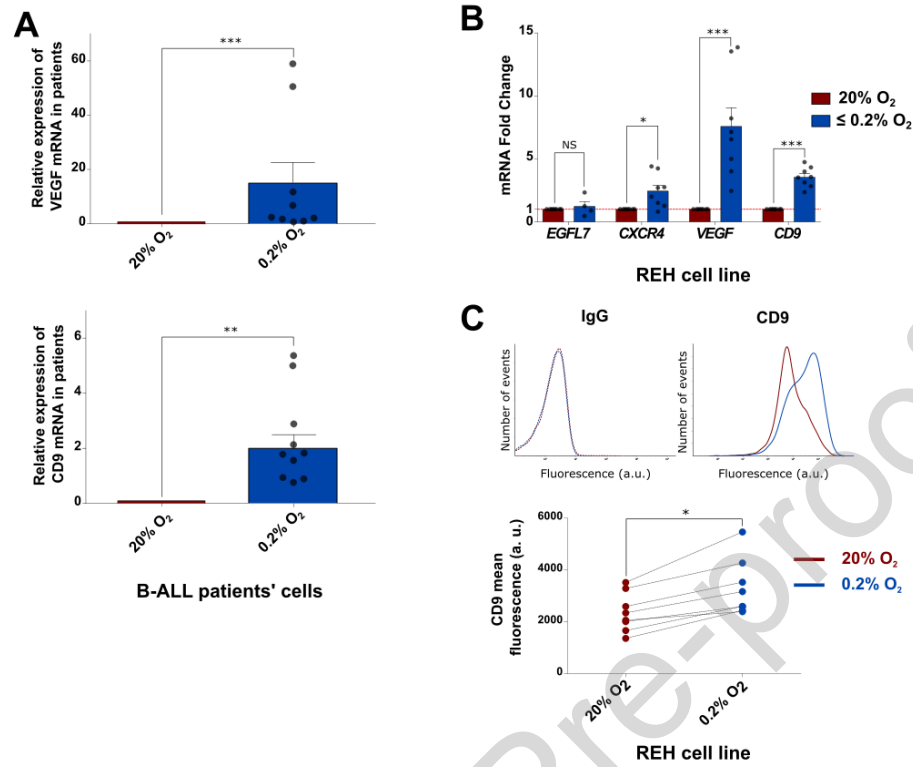 A
Relative expression of
VEGF mRNA in patients
60
40
20
0
***
20% O₂
0.2% O₂
Relative expression of
CD9 mRNA in patients
6
4
2
0
**
20% O₂
0.2% O₂
B-ALL patients' cells
B
mRNA Fold Change
15
10
5
1
0
NS
*
***
***
EGFL7
CXCR4
VEGF
CD9
20% O₂
≤ 0.2% O₂
REH cell line
C
IgG
CD9
Number of events
Fluorescence (a.u.)
Number of events
Fluorescence (a.u.)
CD9 mean
fluorescence (a. u.)
6000
4000
2000
0
*
20% O2
0.2% O2
20% O₂
0.2% O₂
REH cell line
Pre-proof